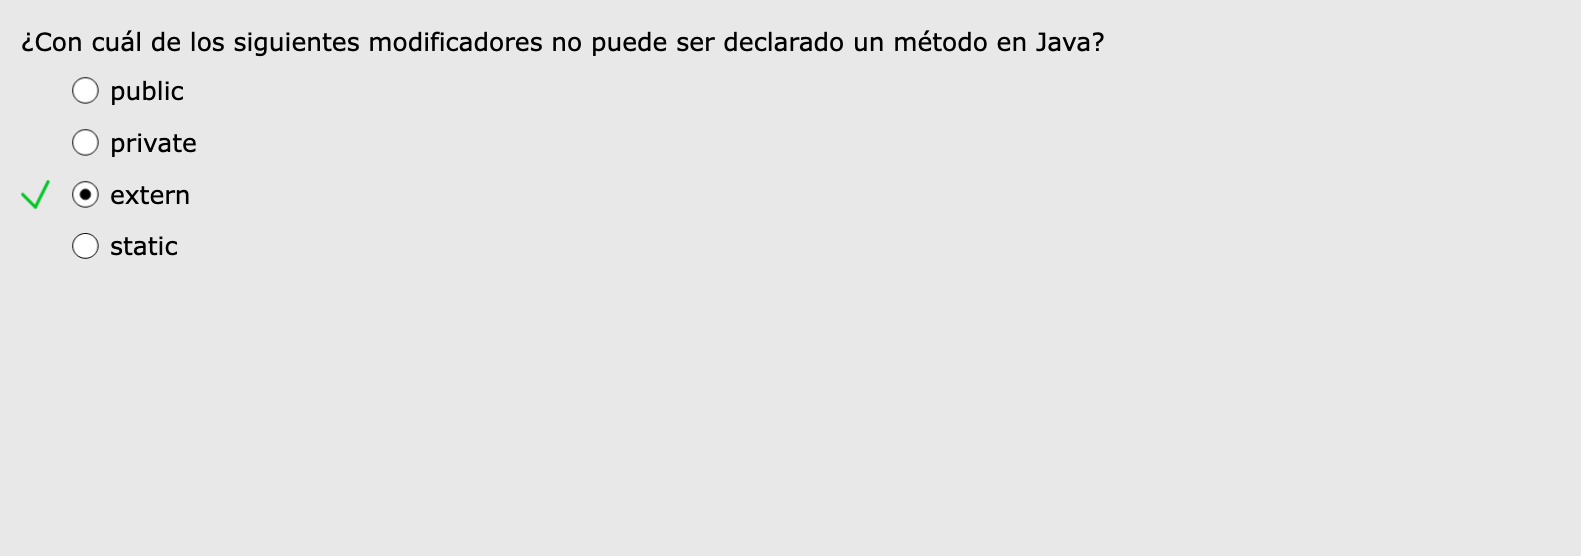 ¿Con cuál de los siguientes modificadores no puede ser declarado un método en Java?
public
private
extern
static